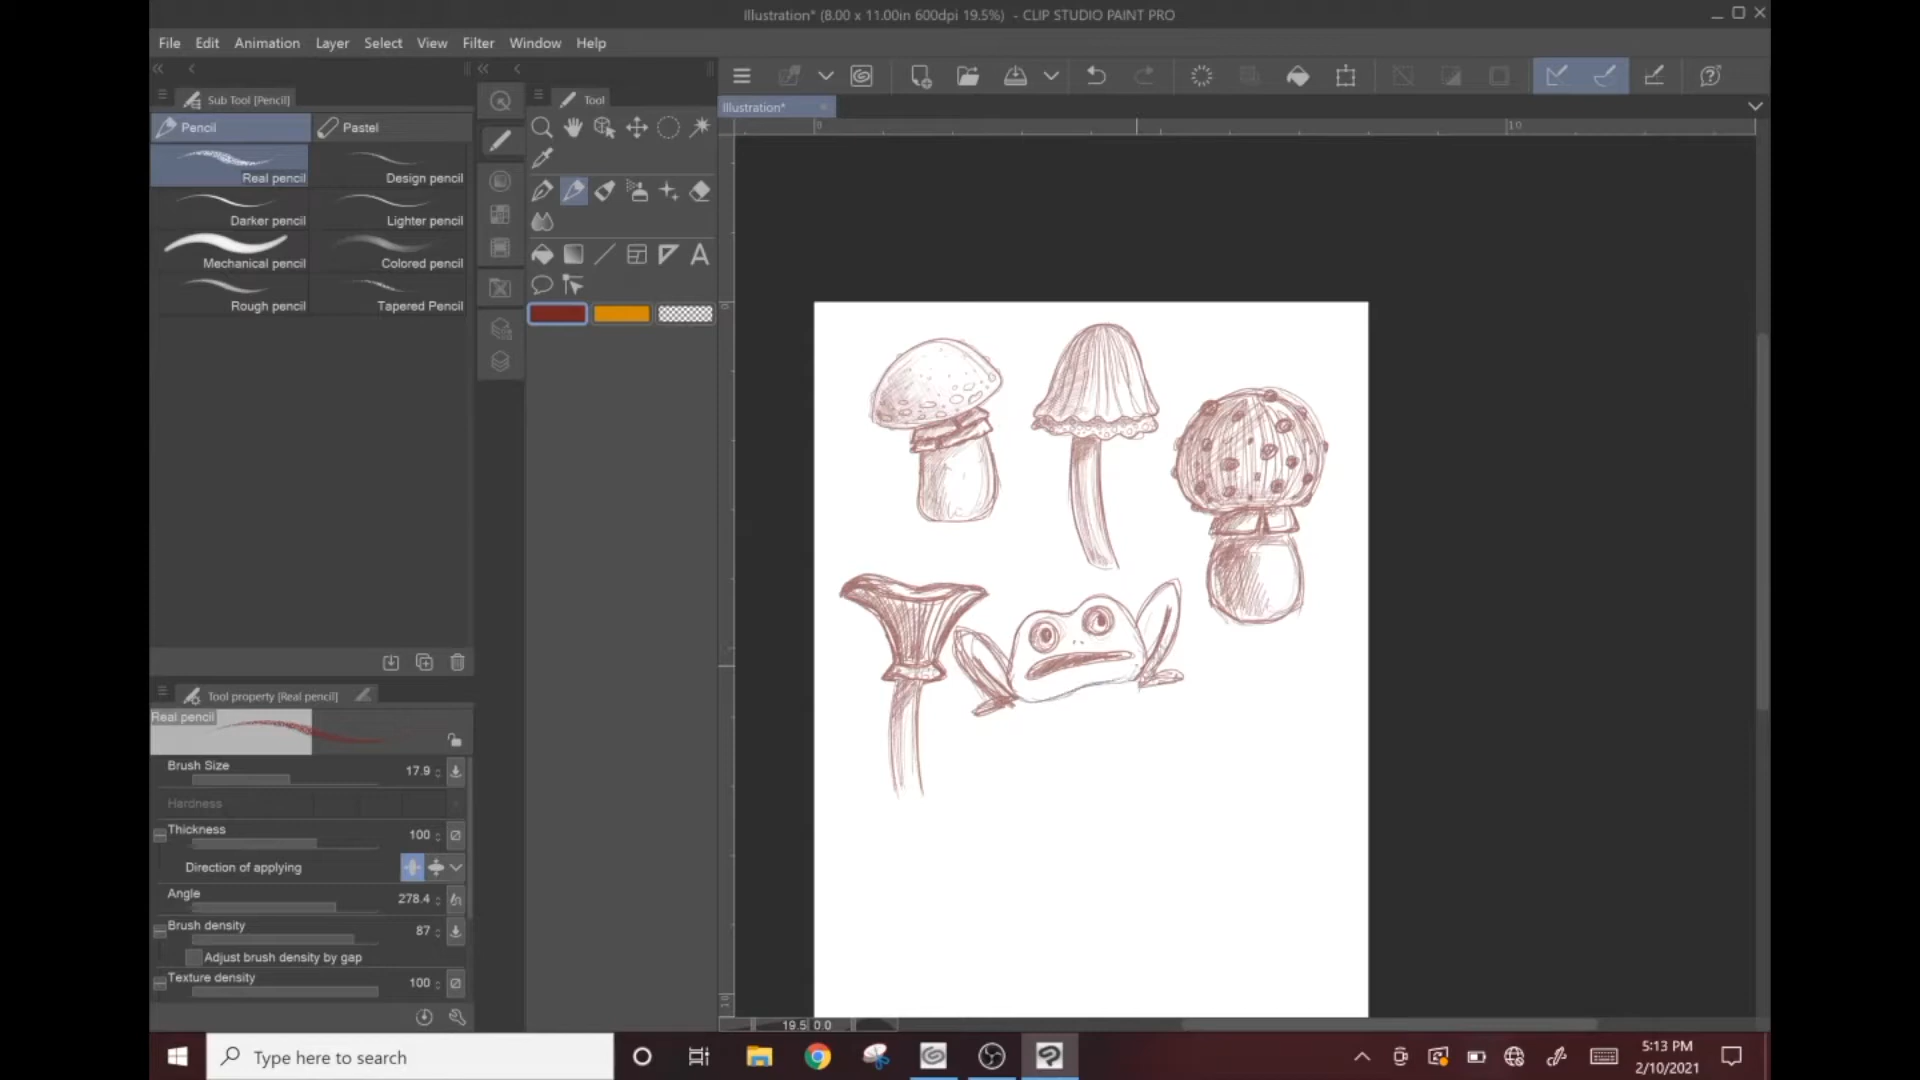 Illustration* (8.00 x 11.00in 600dpi 19.5%) - CLIP STUDIO PAINT PRO
File Edit Animation Layer Select View Filter Window Help
Sub Tool [Pencil]
Tool
Illustration*
Pencil Pastel
0 10
Real pencil Design pencil
Darker pencil Lighter pencil
Mechanical pencil Colored pencil
Rough pencil Tapered Pencil
Tool property [Real pencil]
Real pencil
Brush Size 17.9
Hardness
Thickness 100
Direction of applying
Angle 278.4
Brush density 87
Adjust brush density by gap
Texture density 100
19.5 0.0
Type here to search
5:13 PM
2/10/2021